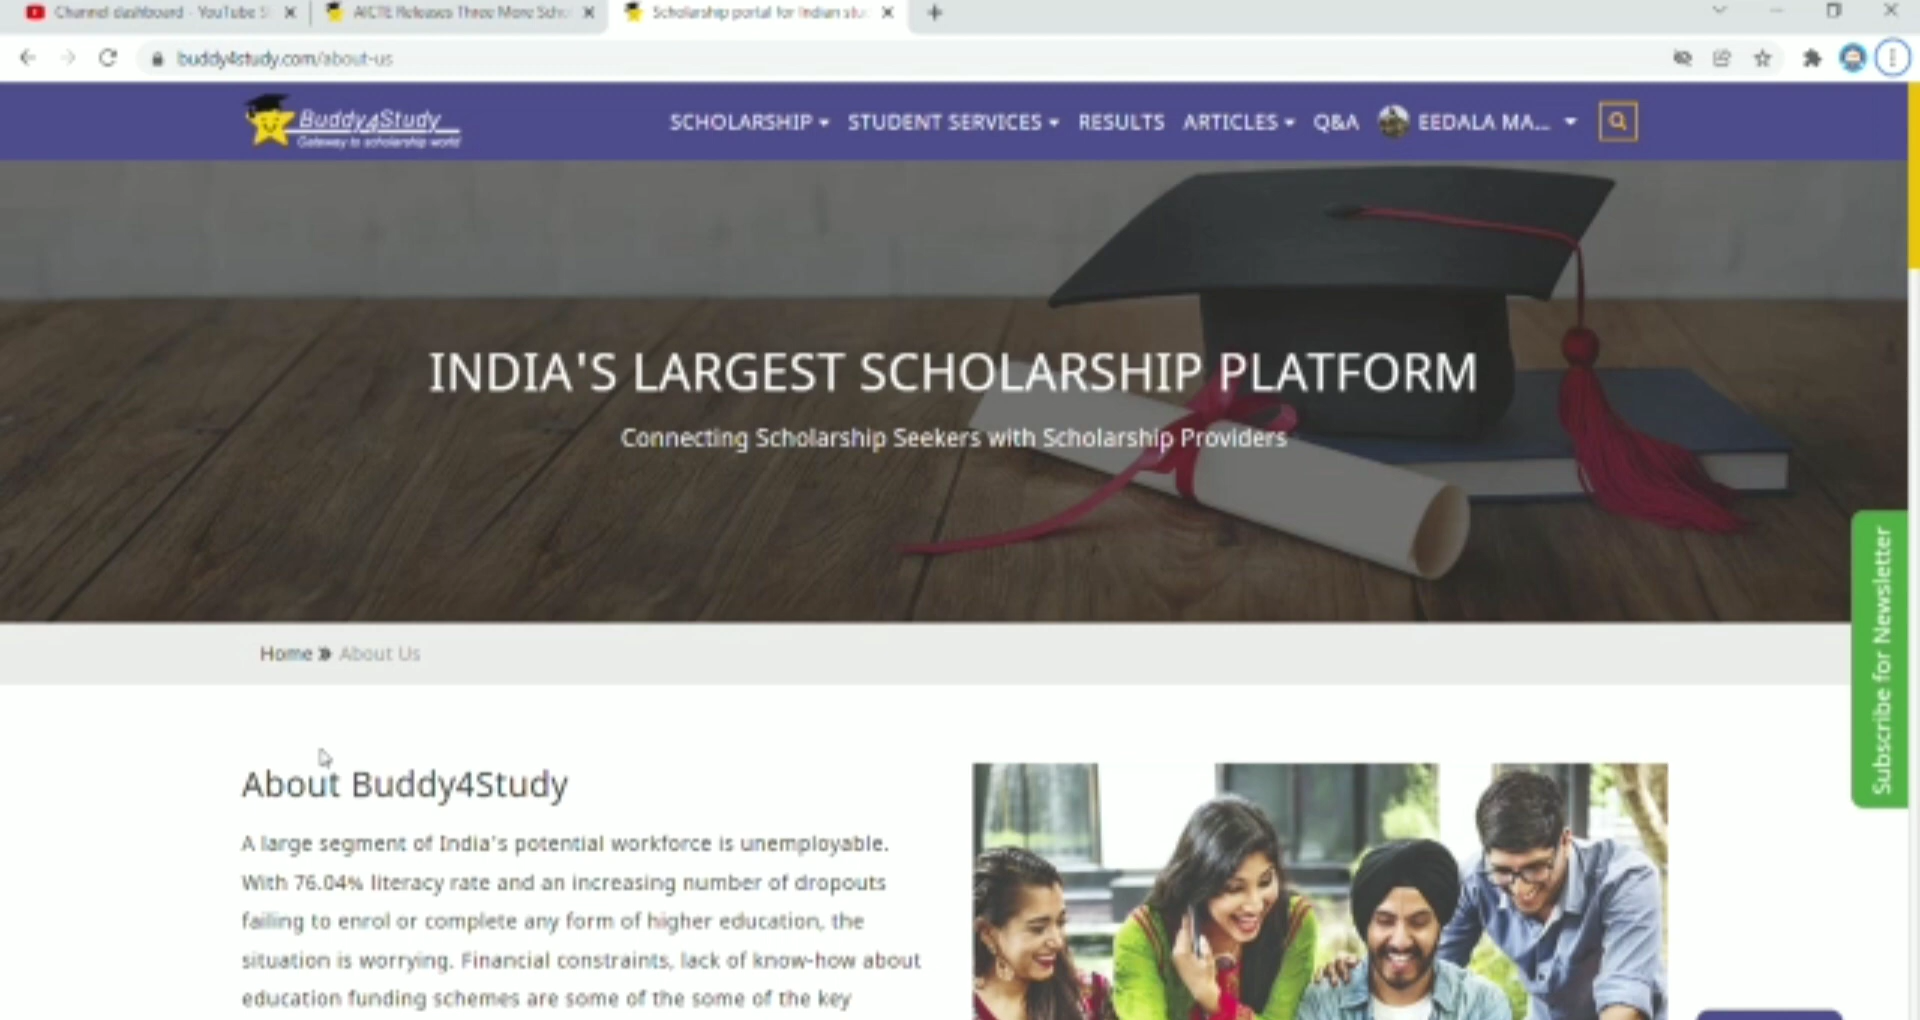 Channel dashboard - YouTube S
AICTE Releases Three More Scho
Scholarship portal for Indian stu
buddy4study.com/about-us
Buddy4Study
Gateway to scholarship world
SCHOLARSHIP
STUDENT SERVICES
RESULTS
ARTICLES
Q&A
EEDALA MA...
INDIA'S LARGEST SCHOLARSHIP PLATFORM
Connecting Scholarship Seekers with Scholarship Providers
Subscribe for Newsletter
Home » About Us
About Buddy4Study
A large segment of India's potential workforce is unemployable.
With 76.04% literacy rate and an increasing number of dropouts
failing to enrol or complete any form of higher education, the
situation is worrying. Financial constraints, lack of know-how about
education funding schemes are some of the some of the key